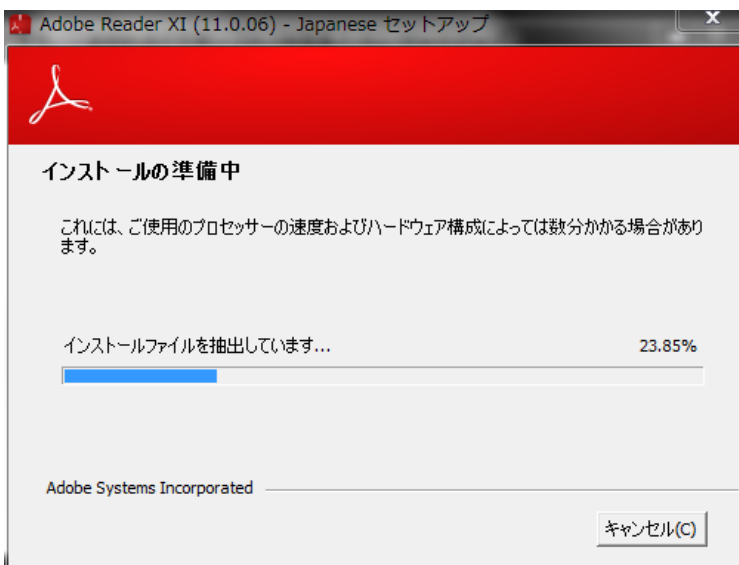 Adobe Reader XI (11.0.06) - Japanese セットアップ
インストールの準備中
これには、ご使用のプロセッサーの速度およびハードウェア構成によっては数分かかる場合があり
ます。
インストールファイルを抽出しています... 23.85%
Adobe Systems Incorporated
キャンセル(C)